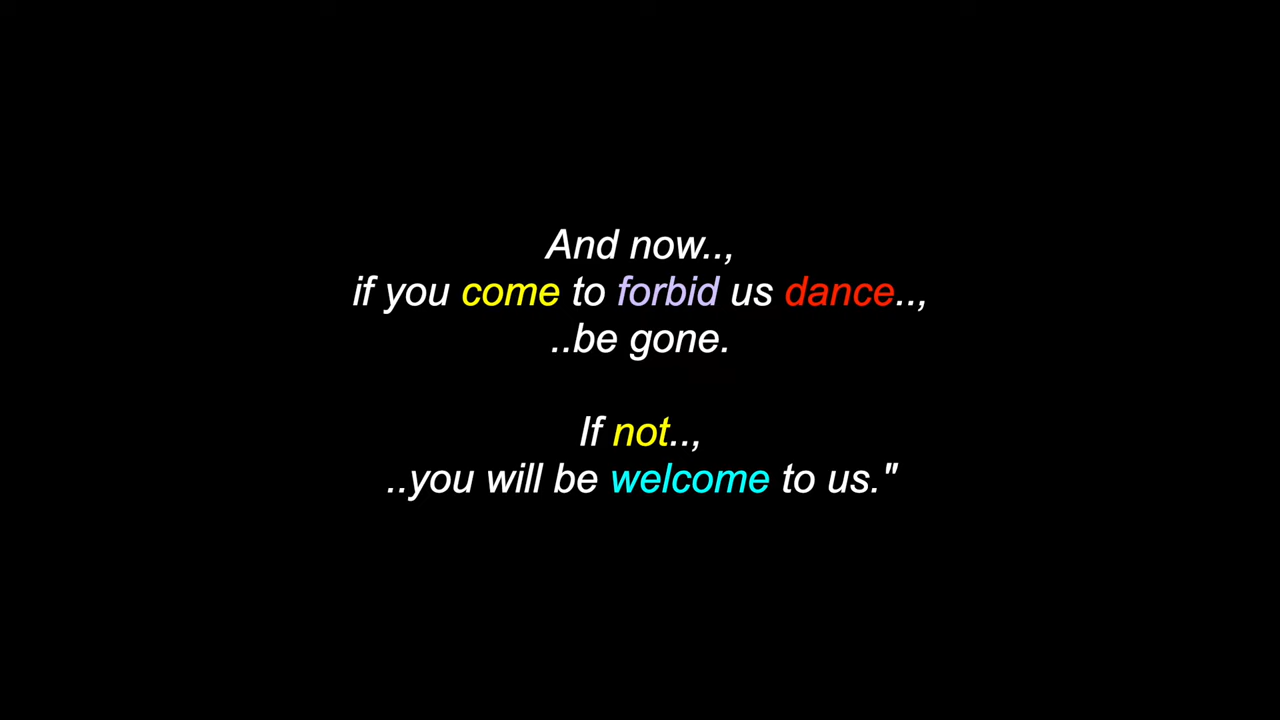 And now..,
if you come to forbid us dance..,
..be gone.
If not..,
..you will be welcome to us."